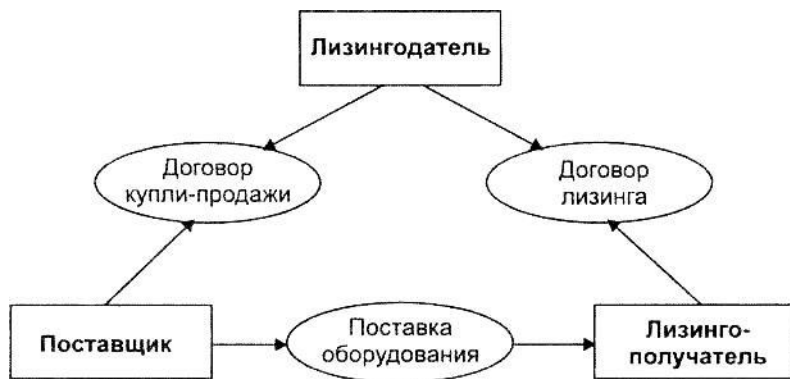 Лизингодатель
Договор
купли-продажи
Договор
лизинга
Поставщик
Поставка
оборудования
Лизинго-
получатель